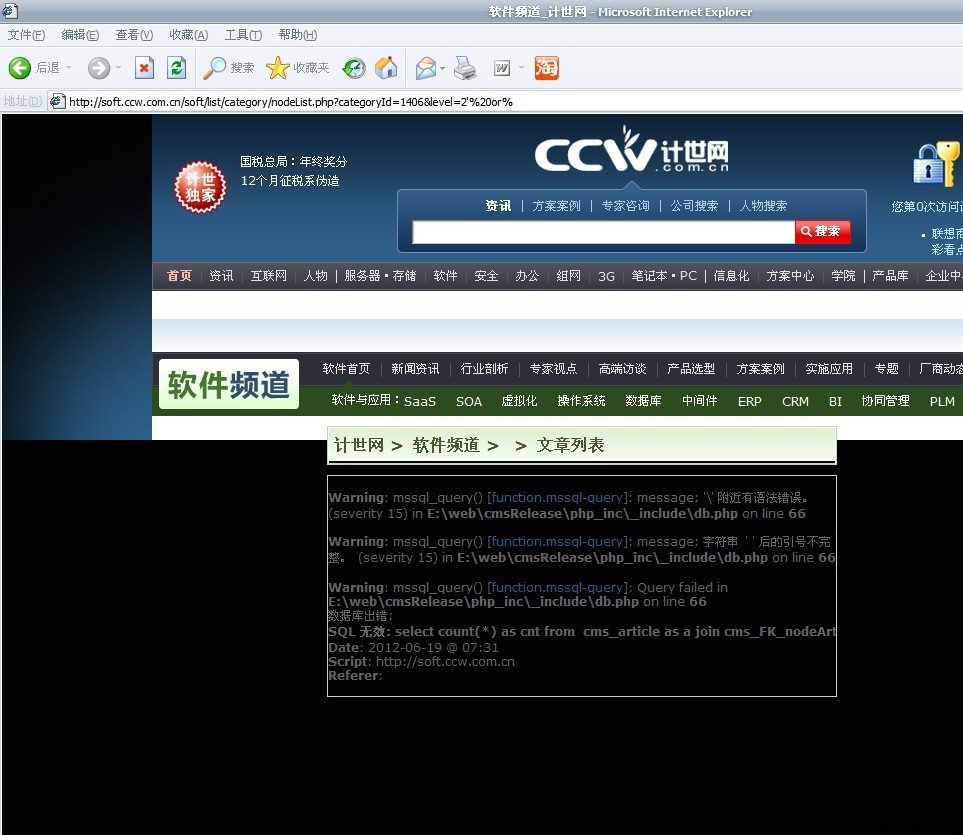 软件频道_计世网 - Microsoft Internet Explorer
文件(F) 编辑(E) 查看(V) 收藏(A) 工具(T) 帮助(H)
后退 搜索 收藏夹 W 淘
地址(D) http://soft.ccw.com.cn/soft/list/category/nodeList.php?categoryId=1406&level=2'%20or%
计世独家
国税总局：年终奖分
12个月征税系伪造
CCW 计世网 .com.cn
资讯 | 方案案例 | 专家咨询 | 公司搜索 | 人物搜索
搜索
您第0次访问
联想商
彩看点
首页 资讯 互联网 人物 | 服务器·存储 软件 安全 办公 组网 3G 笔记本·PC | 信息化 方案中心 学院 | 产品库 企业中
软件频道
软件首页 | 新闻资讯 | 行业剖析 | 专家视点 | 高端访谈 | 产品选型 | 方案案例 | 实施应用 | 专题 | 厂商动态
软件与应用：SaaS SOA 虚拟化 操作系统 数据库 中间件 ERP CRM BI 协同管理 PLM
计世网 > 软件频道 > > 文章列表
Warning: mssql_query() [function.mssql-query]: message: '\' 附近有语法错误。
(severity 15) in E:\web\cmsRelease\php_inc\_include\db.php on line 66
Warning: mssql_query() [function.mssql-query]: message: 字符串 ' ' 后的引号不完
整。 (severity 15) in E:\web\cmsRelease\php_inc\_include\db.php on line 66
Warning: mssql_query() [function.mssql-query]: Query failed in
E:\web\cmsRelease\php_inc\_include\db.php on line 66
数据库出错:
SQL 无效: select count(*) as cnt from cms_article as a join cms_FK_nodeArt
Date: 2012-06-19 @ 07:31
Script: http://soft.ccw.com.cn
Referer: